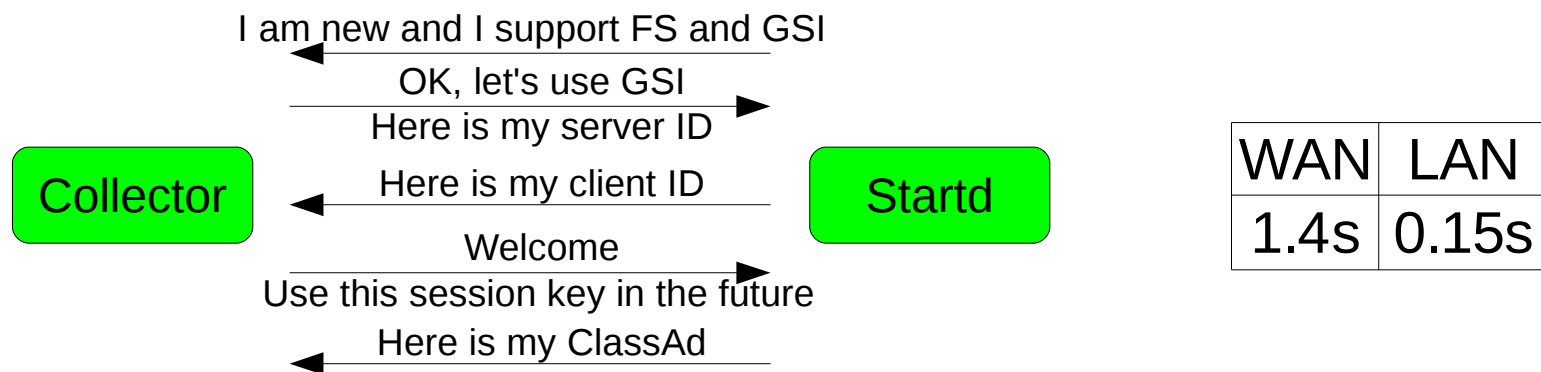 I am new and I support FS and GSI
OK, let's use GSI
Here is my server ID
Collector
Here is my client ID
Startd
Welcome
Use this session key in the future
Here is my ClassAd
WAN LAN
1.4s 0.15s